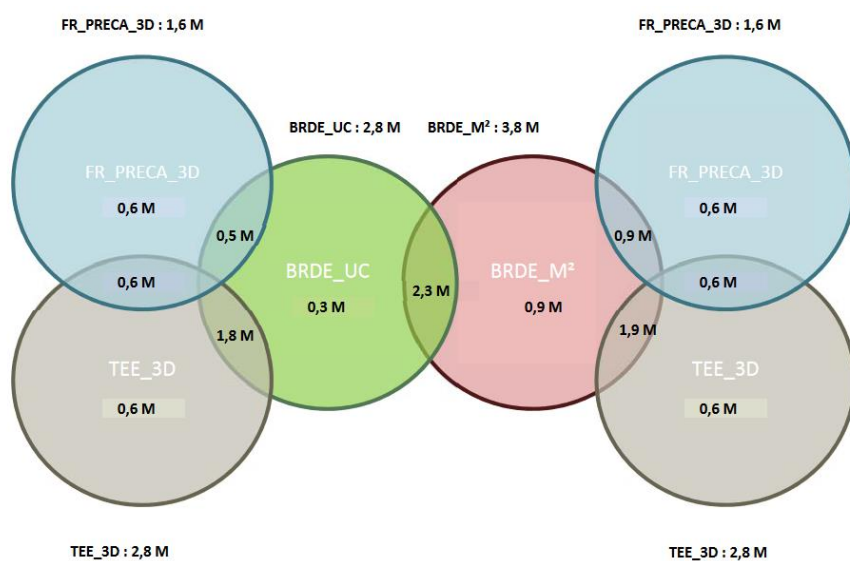 FR_PRECA_3D : 1,6 M
FR_PRECA_3D : 1,6 M
BRDE_UC : 2,8 M
BRDE_M² : 3,8 M
FR_PRECA_3D
FR_PRECA_3D
0,6 M
0,6 M
0,5 M
0,9 M
BRDE_UC
BRDE_M²
0,6 M
0,6 M
2,3 M
0,3 M
0,9 M
1,8 M
1,9 M
TEE_3D
TEE_3D
0,6 M
0,6 M
TEE_3D : 2,8 M
TEE_3D : 2,8 M